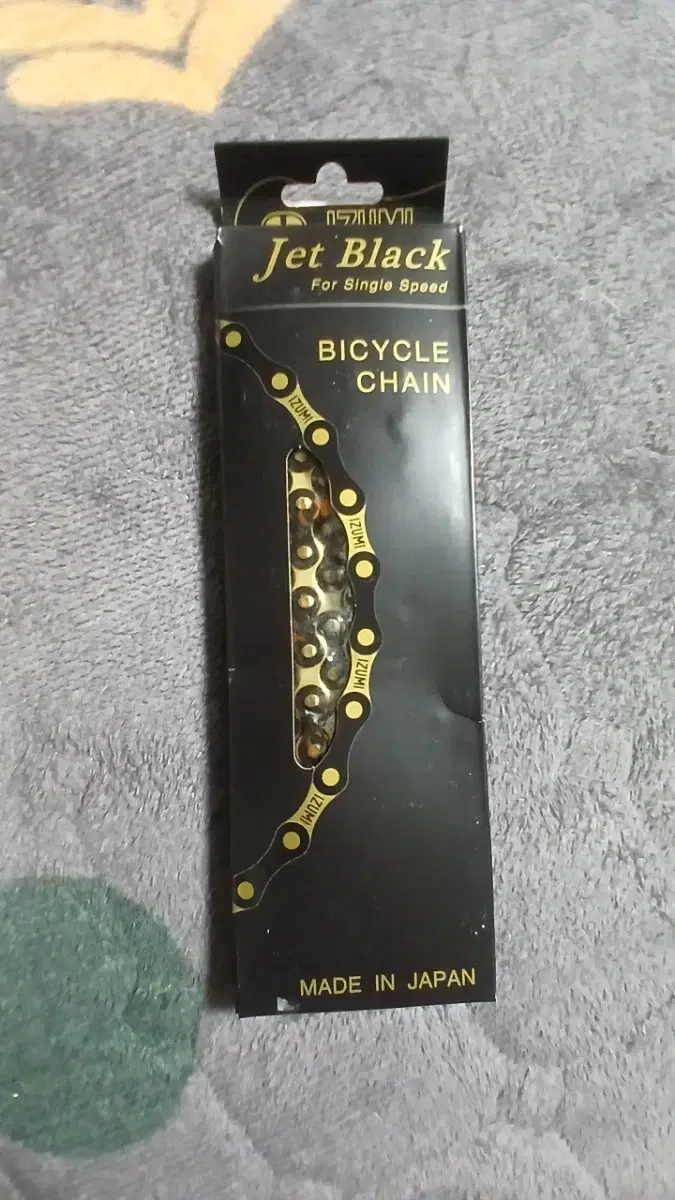 IZUMI
Jet Black
For Single Speed
BICYCLE
CHAIN
IZUMI
IZUMI
IZUMI
IZUMI
MADE IN JAPAN